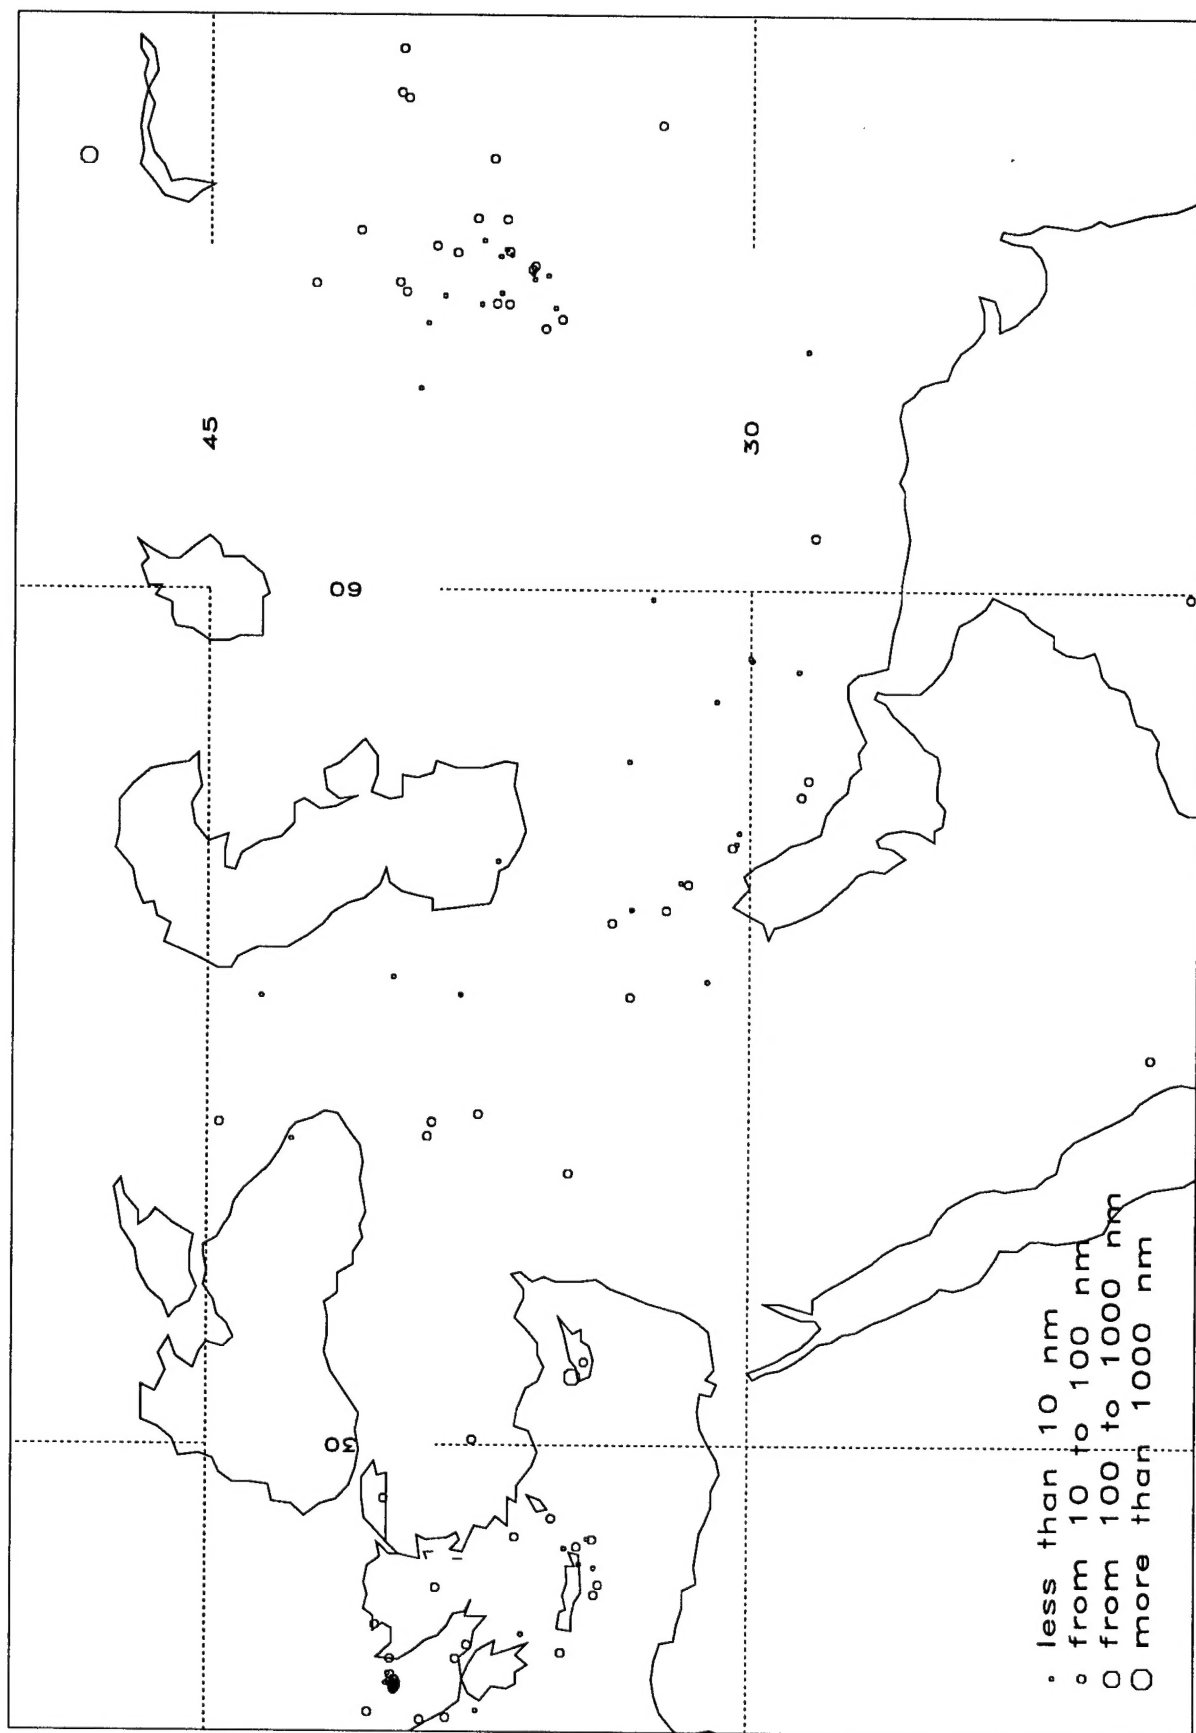 45
30
60
30
less than 10 nm
from 10 to 100 nm
from 100 to 1000 nm
more than 1000 nm